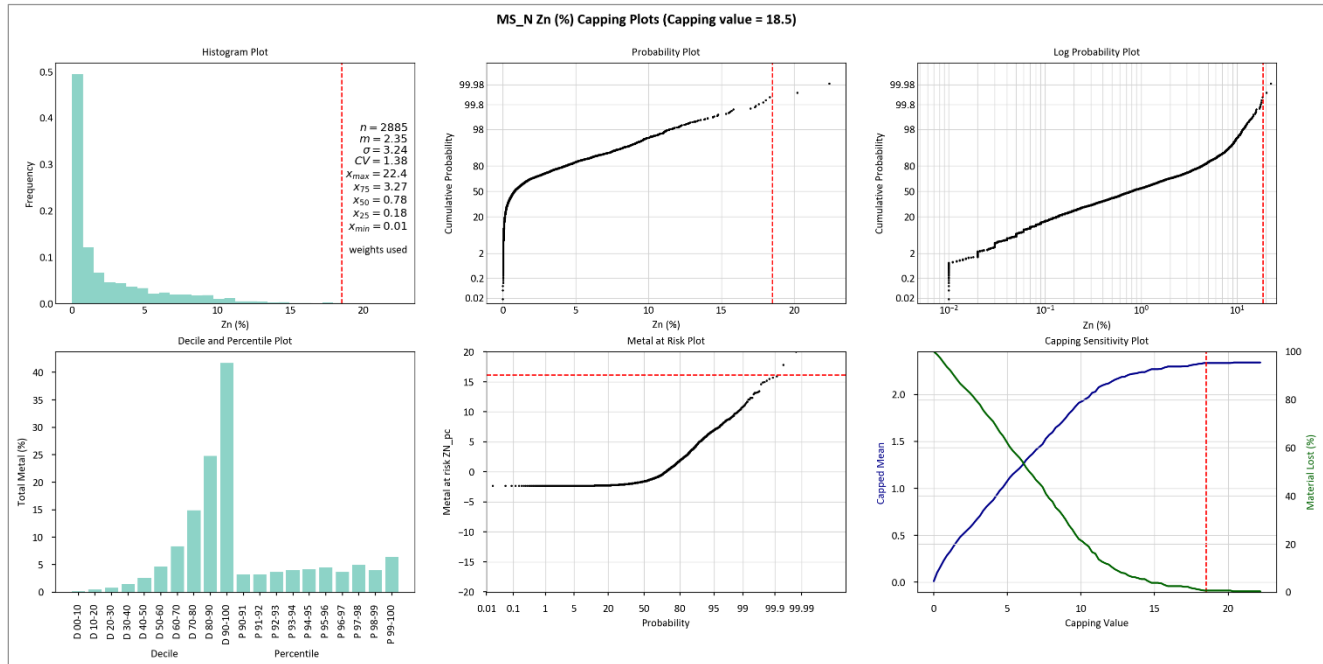 MS_N Zn (%) Capping Plots (Capping value = 18.5)
Histogram Plot
0.5
0.4
0.3
0.2
0.1
0.0
Frequency
n = 2885
m = 2.35
σ = 3.24
CV = 1.38
xmax = 22.4
x75 = 3.27
x50 = 0.78
x25 = 0.18
xmin = 0.01
weights used
0 5 10 15 20
Zn (%)
Probability Plot
99.98
99.8
98
80
50
20
2
0.2
0.02
Cumulative Probability
0 5 10 15 20
Zn (%)
Log Probability Plot
99.98
99.8
98
80
50
20
2
0.2
0.02
Cumulative Probability
10⁻² 10⁻¹ 10⁰ 10¹
Zn (%)
Decile and Percentile Plot
40
35
30
25
20
15
10
5
0
Total Metal (%)
D 00-10
D 10-20
D 20-30
D 30-40
D 40-50
D 50-60
D 60-70
D 70-80
D 80-90
D 90-100
P 90-91
P 91-92
P 92-93
P 93-94
P 94-95
P 95-96
P 96-97
P 97-98
P 98-99
P 99-100
Decile Percentile
Metal at Risk Plot
20
15
10
5
0
−5
−10
−15
−20
Metal at risk ZN_pc
0.01 0.1 1 5 20 50 80 95 99 99.9 99.99
Probability
Capping Sensitivity Plot
2.0
1.5
1.0
0.5
0.0
Capped Mean
100
80
60
40
20
0
Material Lost (%)
0 5 10 15 20
Capping Value